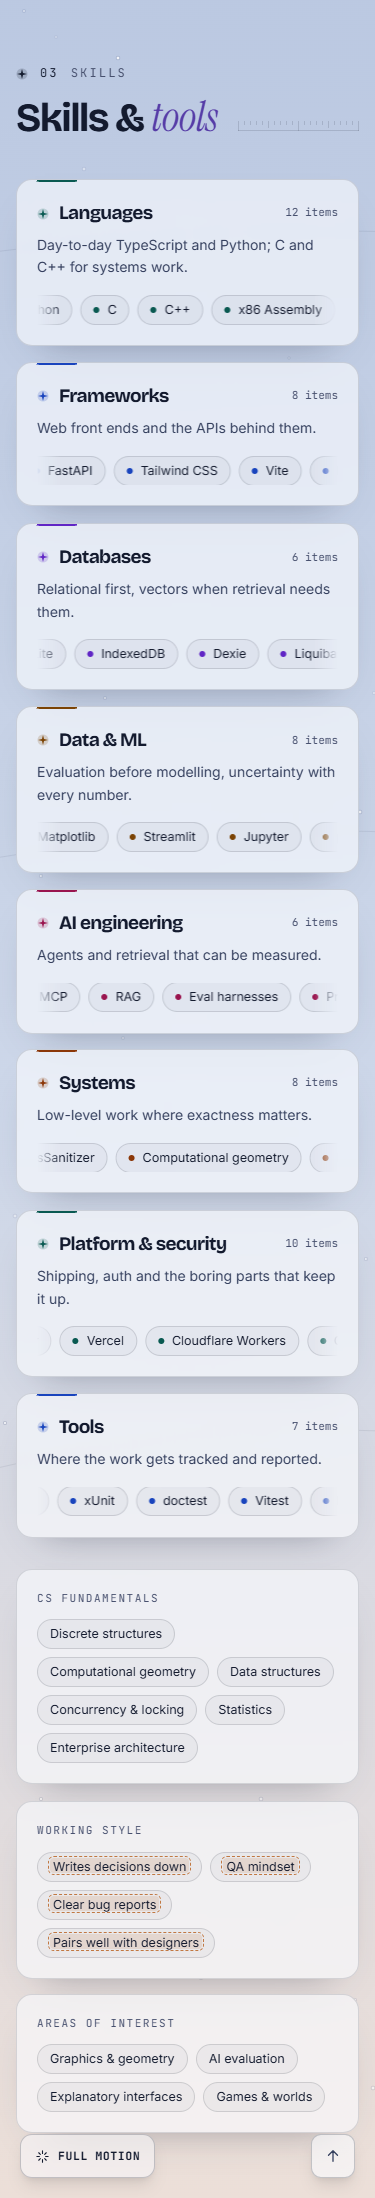 03 SKILLS
Skills & tools
Languages 12 items
Day-to-day TypeScript and Python; C and
C++ for systems work.
C C++ x86 Assembly
Frameworks 8 items
Web front ends and the APIs behind them.
FastAPI Tailwind CSS Vite
Databases 6 items
Relational first, vectors when retrieval needs
them.
IndexedDB Dexie
Data & ML 8 items
Evaluation before modelling, uncertainty with
every number.
Matplotlib Streamlit Jupyter
AI engineering 6 items
Agents and retrieval that can be measured.
MCP RAG Eval harnesses
Systems 8 items
Low-level work where exactness matters.
Computational geometry
Platform & security 10 items
Shipping, auth and the boring parts that keep
it up.
Vercel Cloudflare Workers
Tools 7 items
Where the work gets tracked and reported.
xUnit doctest Vitest
CS FUNDAMENTALS
Discrete structures
Computational geometry Data structures
Concurrency & locking Statistics
Enterprise architecture
WORKING STYLE
Writes decisions down QA mindset
Clear bug reports
Pairs well with designers
AREAS OF INTEREST
Graphics & geometry AI evaluation
Explanatory interfaces Games & worlds
FULL MOTION